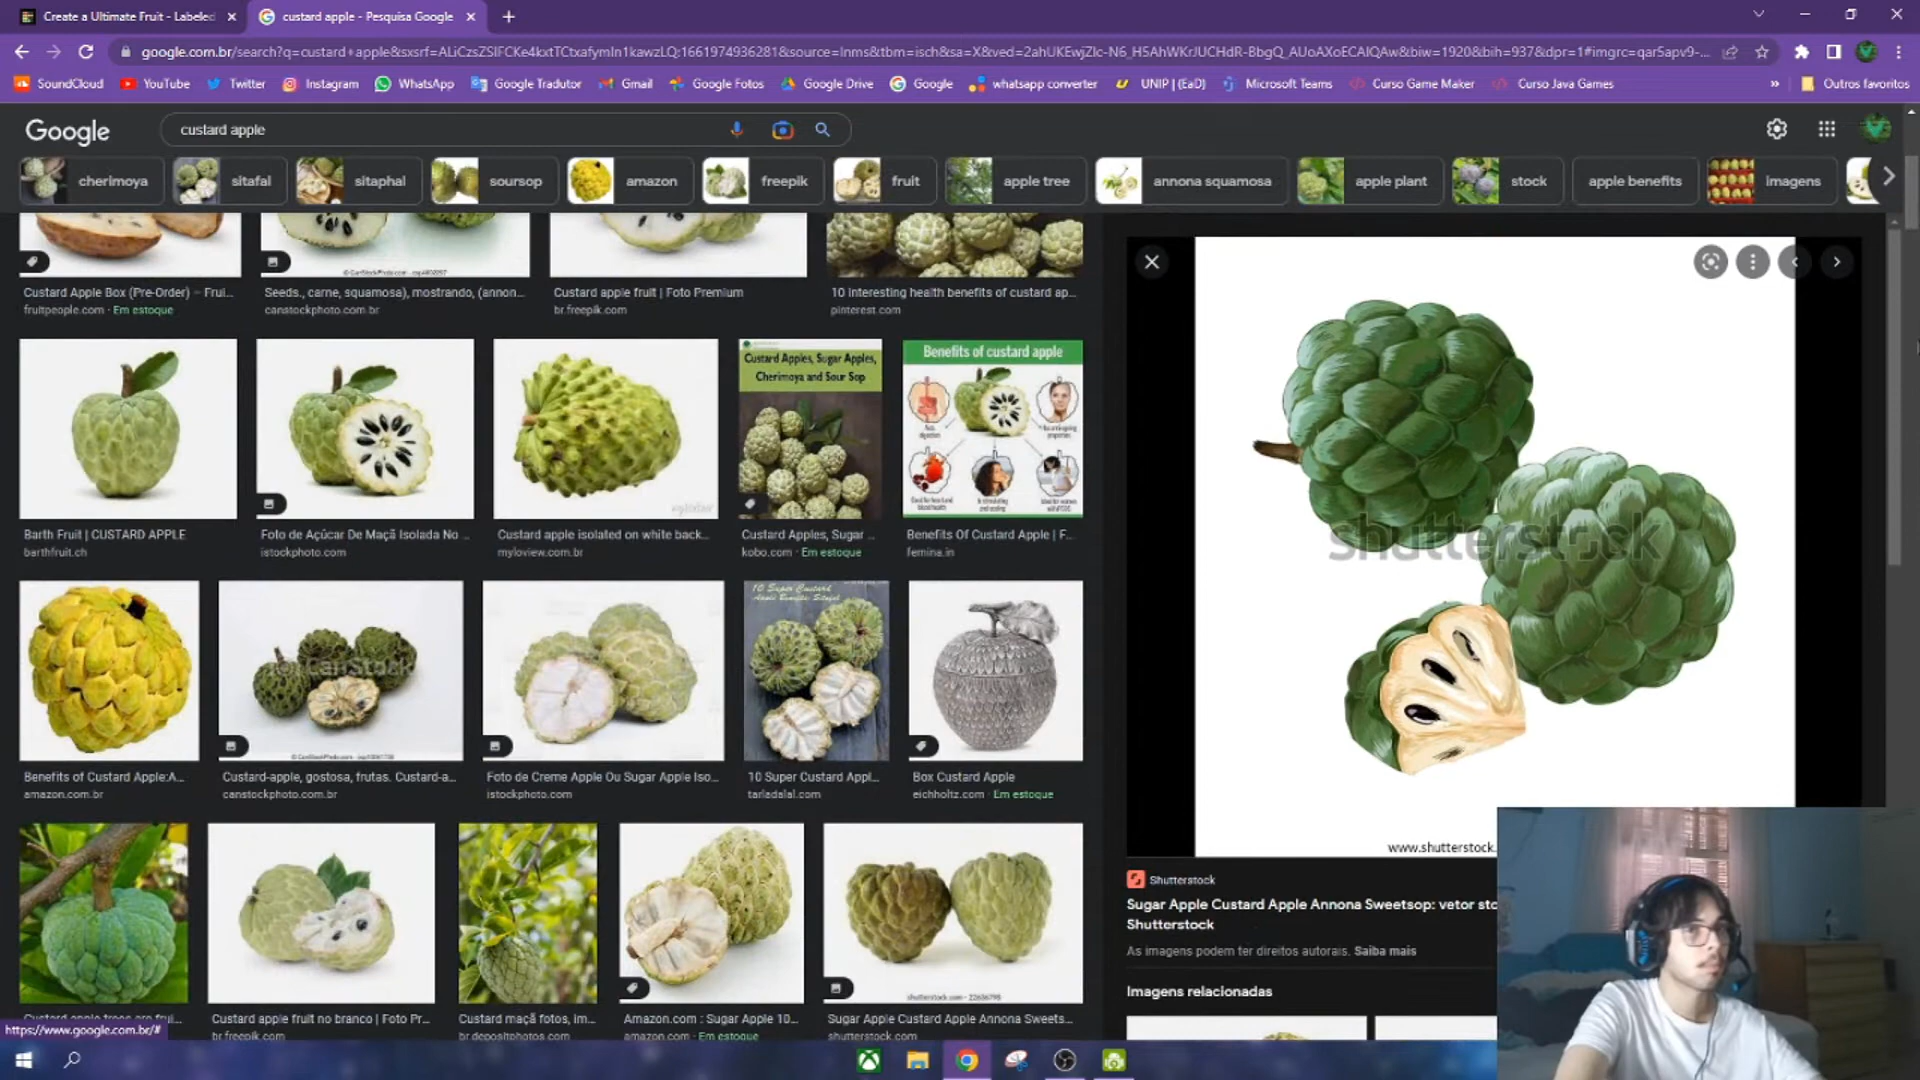 Create a Ultimate Fruit - Labeled
custard apple - Pesquisa Google
google.com.br/search?q=custard+apple&sxsrf=ALiCzsZSlFCKe4kxtTCtxafymIn1kawzLQ:1661974936281&source=lnms&tbm=isch&sa=X&ved=2ahUKEwjZlc-N6_H5AhWKrJUCHdR-BbgQ_AUoAXoECAIQAw&biw=1920&bih=937&dpr=1#imgrc=qar5apv9-...
SoundCloud YouTube Twitter Instagram WhatsApp Google Tradutor Gmail Google Fotos Google Drive Google whatsapp converter UNIP | (EaD) Microsoft Teams Curso Game Maker Curso Java Games » Outros favoritos
Google custard apple
cherimoya sitafal sitaphal soursop amazon freepik fruit apple tree annona squamosa apple plant stock apple benefits imagens
Custard Apple Box (Pre-Order) – Frui...
fruitpeople.com · Em estoque
Seeds., carne, squamosa), mostrando, (annon...
canstockphoto.com.br
Custard apple fruit | Foto Premium
br.freepik.com
10 interesting health benefits of custard ap...
pinterest.com
Custard Apples, Sugar Apples,
Cherimoya and Sour Sop
Benefits of custard apple
Barth Fruit | CUSTARD APPLE
barthfruit.ch
Foto de Açúcar De Maçã Isolada No ...
istockphoto.com
Custard apple isolated on white back...
myloview.com.br
Custard Apples, Sugar ...
kobo.com · Em estoque
Benefits Of Custard Apple | F...
femina.in
shutterstock
© CanStock
10 Super Custard
Apple Benefits
Benefits of Custard Apple:A...
amazon.com.br
Custard-apple, gostosa, frutas. Custard-a...
canstockphoto.com.br
Foto de Creme Apple Ou Sugar Apple Iso...
istockphoto.com
10 Super Custard Appl...
tarladalal.com
Box Custard Apple
eichholtz.com · Em estoque
www.shutterstock.
Shutterstock
Sugar Apple Custard Apple Annona Sweetsop: vetor sto
Shutterstock
As imagens podem ter direitos autorais. Saiba mais
Imagens relacionadas
Custard apple trees are frui...
Custard apple fruit no branco | Foto Pr...
br.freepik.com
Custard maçã fotos, im...
br.depositphotos.com
Amazon.com : Sugar Apple 10...
amazon.com · Em estoque
Sugar Apple Custard Apple Annona Sweets...
shutterstock.com
https://www.google.com.br/#